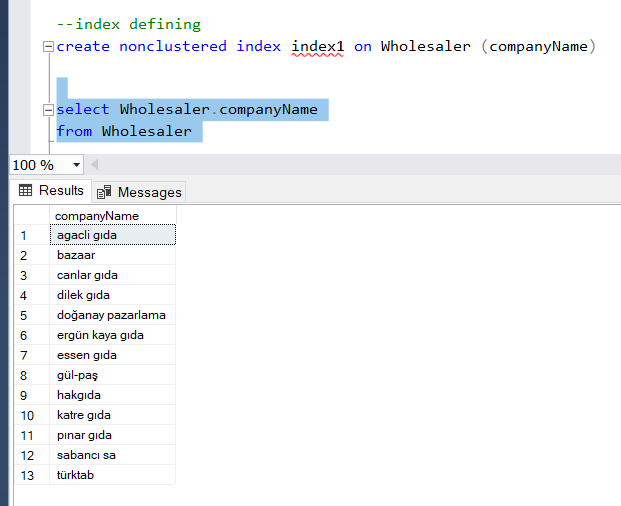 --index defining
create nonclustered index index1 on Wholesaler (companyName)
select Wholesaler.companyName
from Wholesaler
100 %
Results Messages
companyName
1 agacli gıda
2 bazaar
3 canlar gıda
4 dilek gıda
5 doğanay pazarlama
6 ergün kaya gıda
7 essen gıda
8 gül-paş
9 hakgıda
10 katre gıda
11 pınar gıda
12 sabancı sa
13 türktab